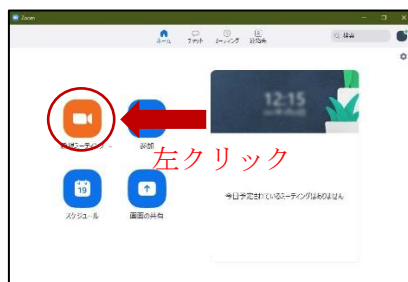 Zoom
ホーム チャット ミーティング 連絡先 検索
12:15
新規ミーティング 参加
左クリック
19
スケジュール 画面の共有
今日予定されているミーティングはありません